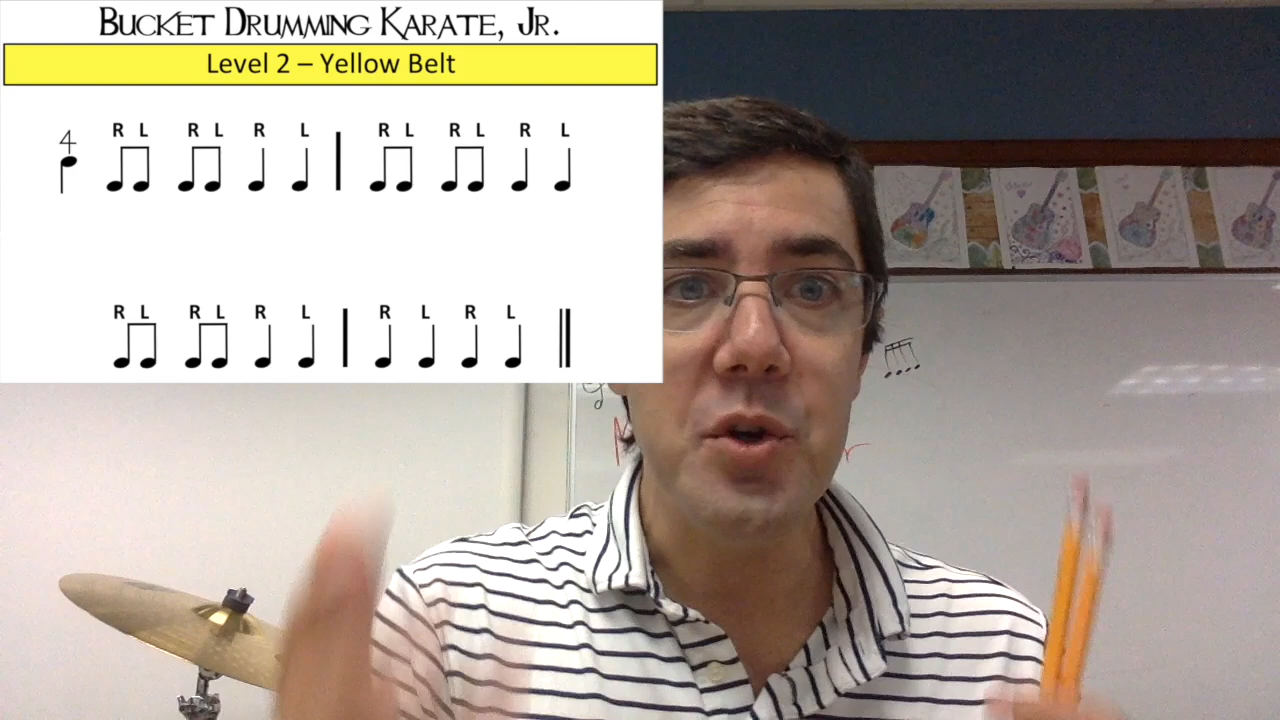 BUCKET DRUMMING KARATE, JR.
Level 2 – Yellow Belt
R L R L R L R L R L R L
4
R L R L R L R L R L